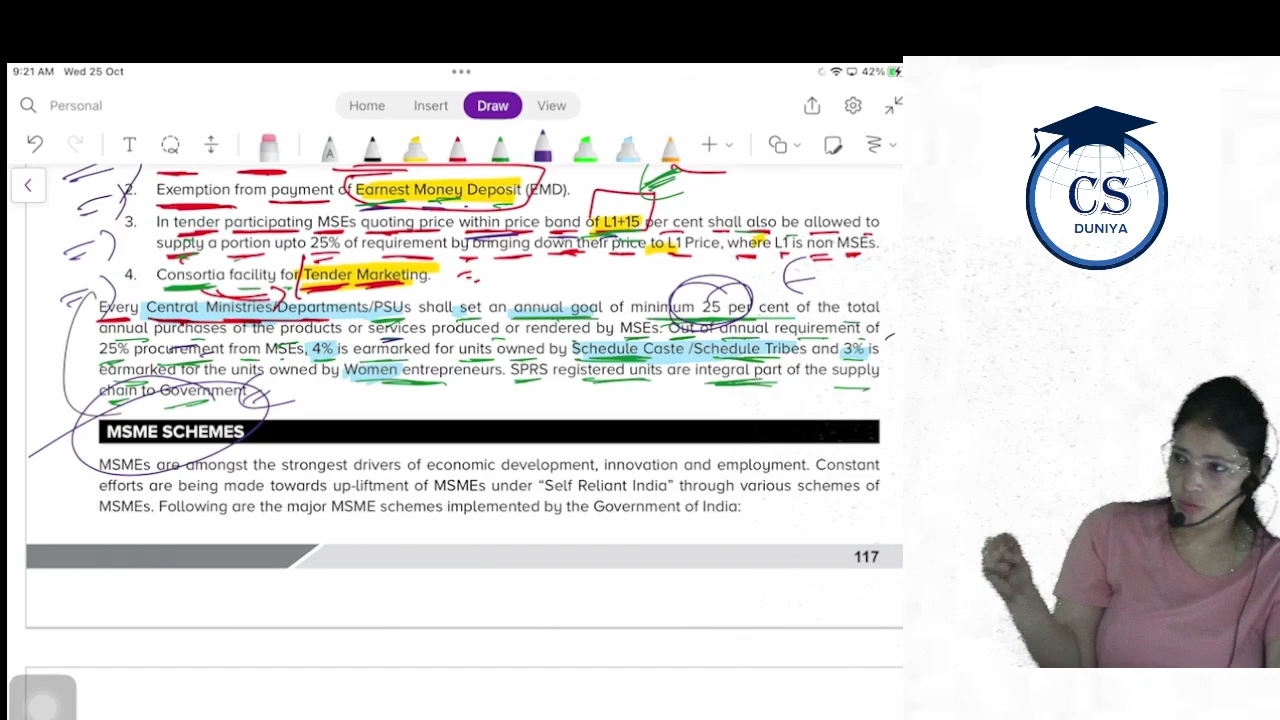 9:21 AM Wed 25 Oct
42%
Personal
Home Insert Draw View
T
A
2. Exemption from payment of Earnest Money Deposit (EMD).
3. In tender participating MSEs quoting price within price band of L1+15 per cent shall also be allowed to
supply a portion upto 25% of requirement by bringing down their price to L1 Price, where L1 is non MSEs.
4. Consortia facility for Tender Marketing.
Every Central Ministries/Departments/PSUs shall set an annual goal of minimum 25 per cent of the total
annual purchases of the products or services produced or rendered by MSEs. Out of annual requirement of
25% procurement from MSEs, 4% is earmarked for units owned by Schedule Caste /Schedule Tribes and 3% is
earmarked for the units owned by Women entrepreneurs. SPRS registered units are integral part of the supply
chain to Government
MSME SCHEMES
MSMEs are amongst the strongest drivers of economic development, innovation and employment. Constant
efforts are being made towards up-liftment of MSMEs under “Self Reliant India” through various schemes of
MSMEs. Following are the major MSME schemes implemented by the Government of India:
117
CS
DUNIYA